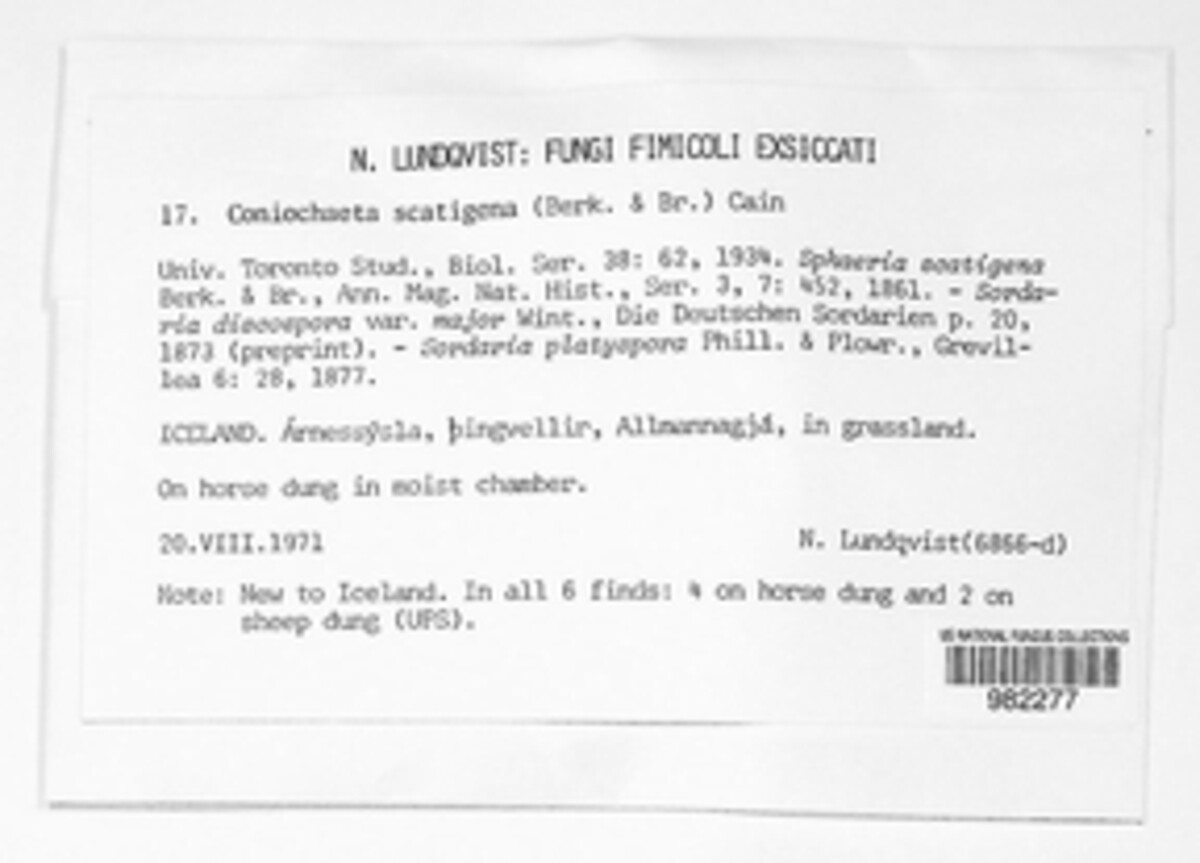 N. LUNDQVIST: FUNGI FIMICOLI EXSICCATI
17. Coniochaeta scatigena (Berk. & Br.) Cain
Univ. Toronto Stud., Biol. Ser. 38: 62, 1934. Sphaeria scatigena
Berk. & Br., Ann. Mag. Nat. Hist., Ser. 3, 7: 452, 1861. - Sorda-
ria discospora var. major Wint., Die Deutschen Sordarien p. 20,
1873 (preprint). - Sordaria platyspora Phill. & Plowr., Grevil-
lea 6: 28, 1877.
ICELAND. Árnessýsla, þingvellir, Allmannagjá, in grassland.
On horse dung in moist chamber.
20.VIII.1971 N. Lundqvist(6866-d)
Note: New to Iceland. In all 6 finds: 4 on horse dung and 2 on
sheep dung (UPS).
US NATIONAL FUNGUS COLLECTIONS
982277